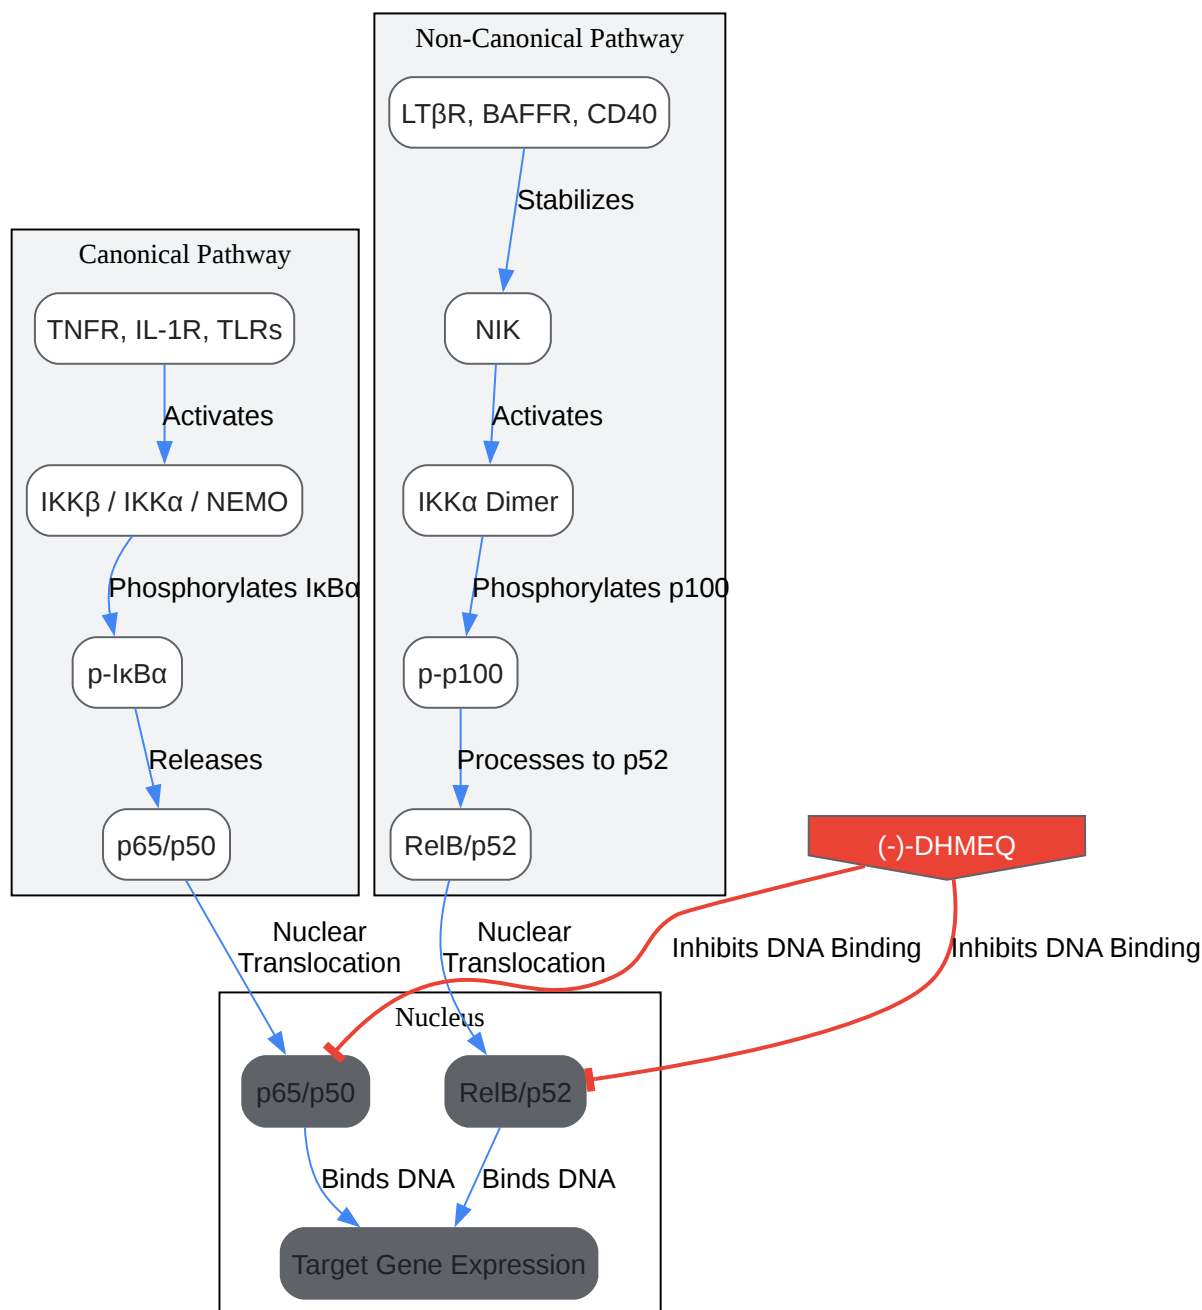 Non-Canonical Pathway
LTβR, BAFFR, CD40
Stabilizes
NIK
Activates
IKKα Dimer
Phosphorylates p100
p-p100
Processes to p52
RelB/p52
Canonical Pathway
TNFR, IL-1R, TLRs
Activates
IKKβ / IKKα / NEMO
Phosphorylates IκBα
p-IκBα
Releases
p65/p50
(-)-DHMEQ
Nuclear
Translocation
Nuclear
Translocation
Inhibits DNA Binding
Inhibits DNA Binding
Nucleus
p65/p50
RelB/p52
Binds DNA
Binds DNA
Target Gene Expression